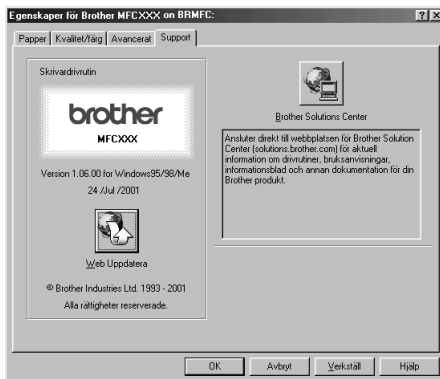 Egenskaper för Brother MFCXXX on BRMFC:
Papper
Kvalitet/färg
Avancerat
Support
Skrivardrivrutin
brother
MFCXXX
Version 1.06.00 for Windows95/98/Me
24 /Jul /2001
Web Uppdatera
© Brother Industries Ltd. 1993 - 2001
Alla rättigheter reserverade.
Brother Solutions Center
Ansluter direkt till webbplatsen för Brother Solution
Center (solutions.brother.com) för aktuell
information om drivrutiner, bruksanvisningar,
informationsblad och annan dokumentation för din
Brother produkt.
OK
Avbryt
Verkställ
Hjälp